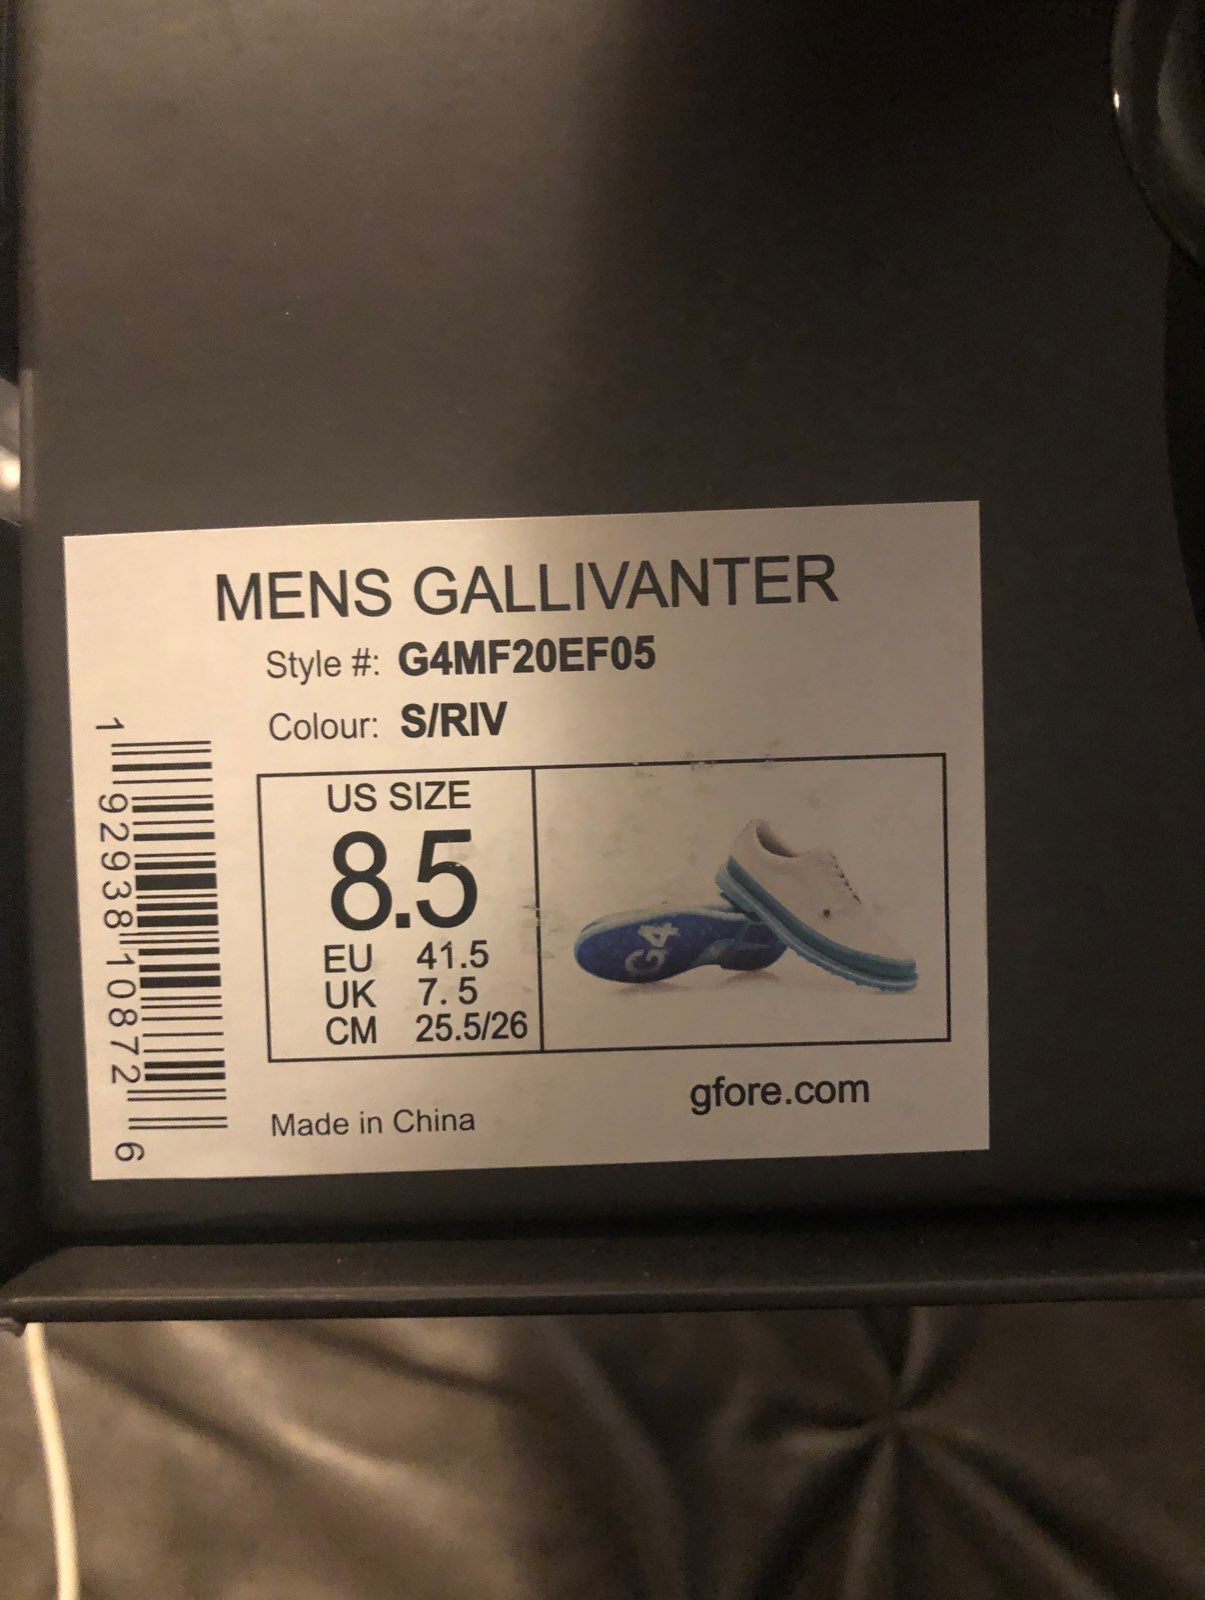 MENS GALLIVANTER
Style #: G4MF20EF05
Colour: S/RIV
US SIZE
8.5
EU 41.5
UK 7.5
CM 25.5/26
G4
Made in China
gfore.com
1 92938 10872 6